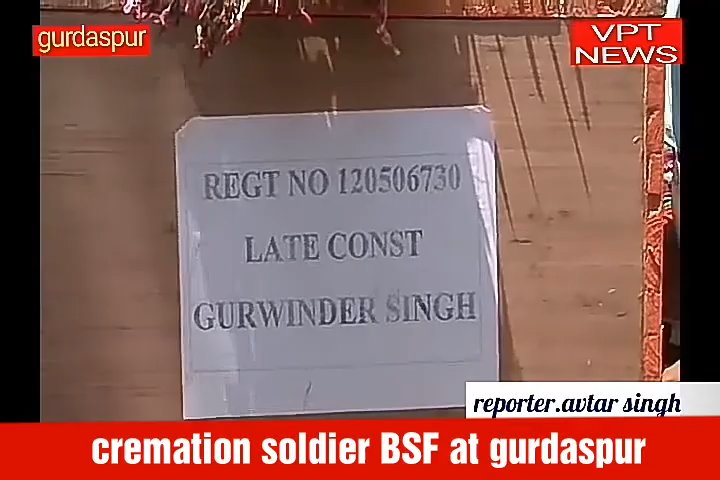 gurdaspur
VPT
NEWS
REGT NO 120506730
LATE CONST
GURWINDER SINGH
reporter.avtar singh
cremation soldier BSF at gurdaspur